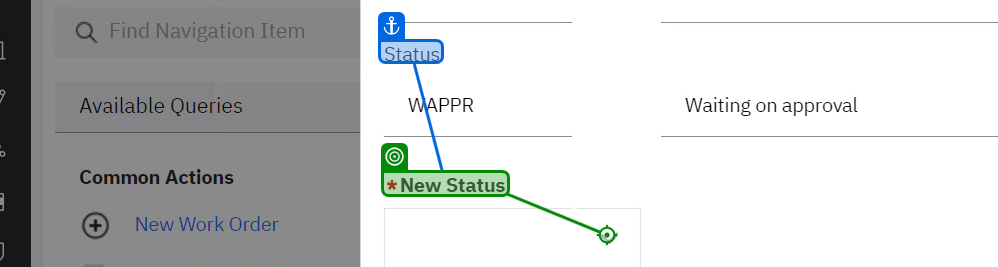 Find Navigation Item
Available Queries
Common Actions
New Work Order
Status
WAPPR
Waiting on approval
*New Status